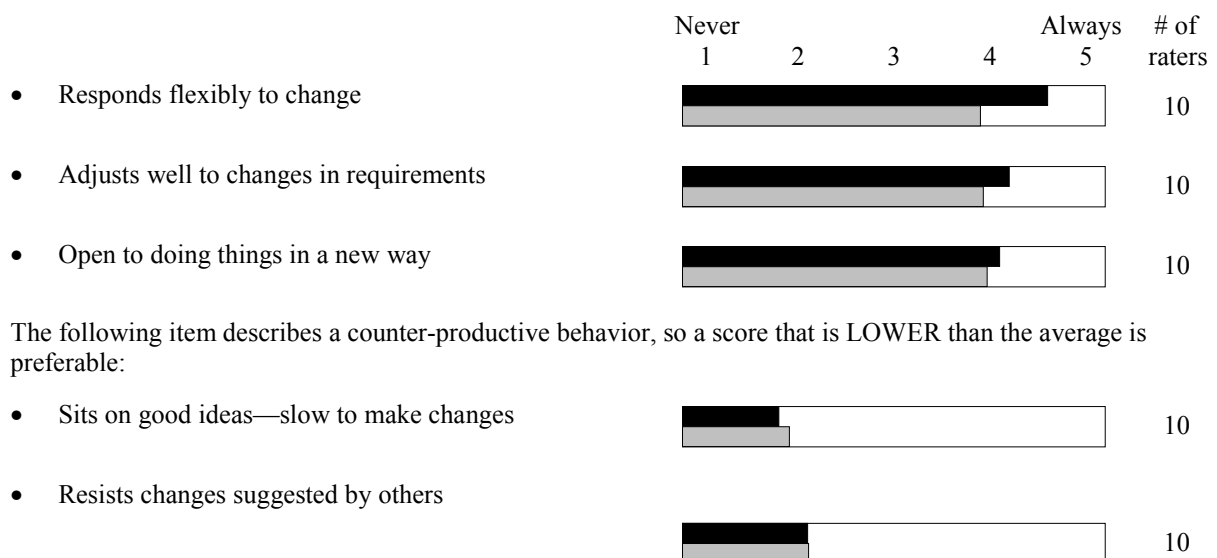 Never Always # of
1 2 3 4 5 raters
• Responds flexibly to change 10
• Adjusts well to changes in requirements 10
• Open to doing things in a new way 10
The following item describes a counter-productive behavior, so a score that is LOWER than the average is
preferable:
• Sits on good ideas—slow to make changes 10
• Resists changes suggested by others
10